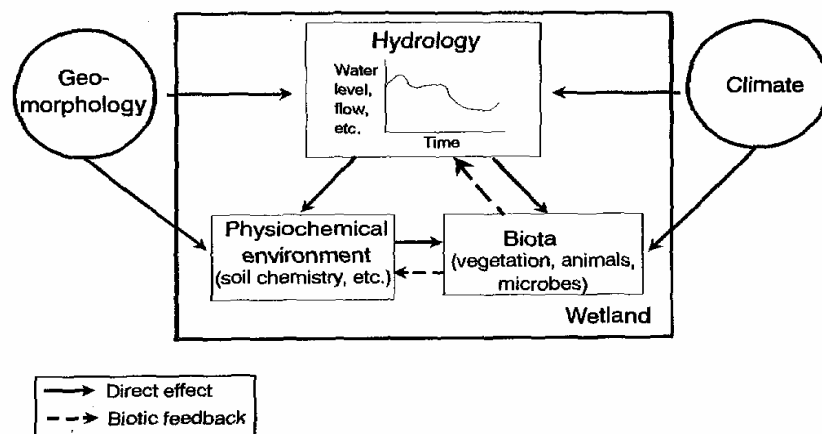 Hydrology
Geo-
morphology
Water
level,
flow,
etc.
Time
Climate
Physiochemical
environment
(soil chemistry, etc.)
Biota
(vegetation, animals,
microbes)
Wetland
Direct effect
Biotic feedback